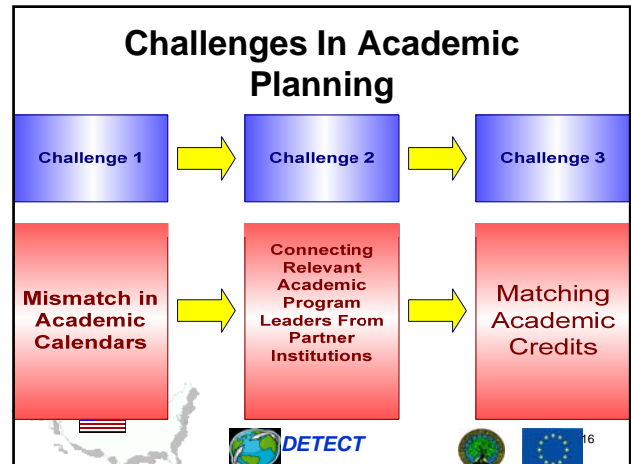 Challenges In Academic
Planning
Challenge 1
Challenge 2
Challenge 3
Mismatch in
Academic
Calendars
Connecting
Relevant
Academic
Program
Leaders From
Partner
Institutions
Matching
Academic
Credits
DETECT
16